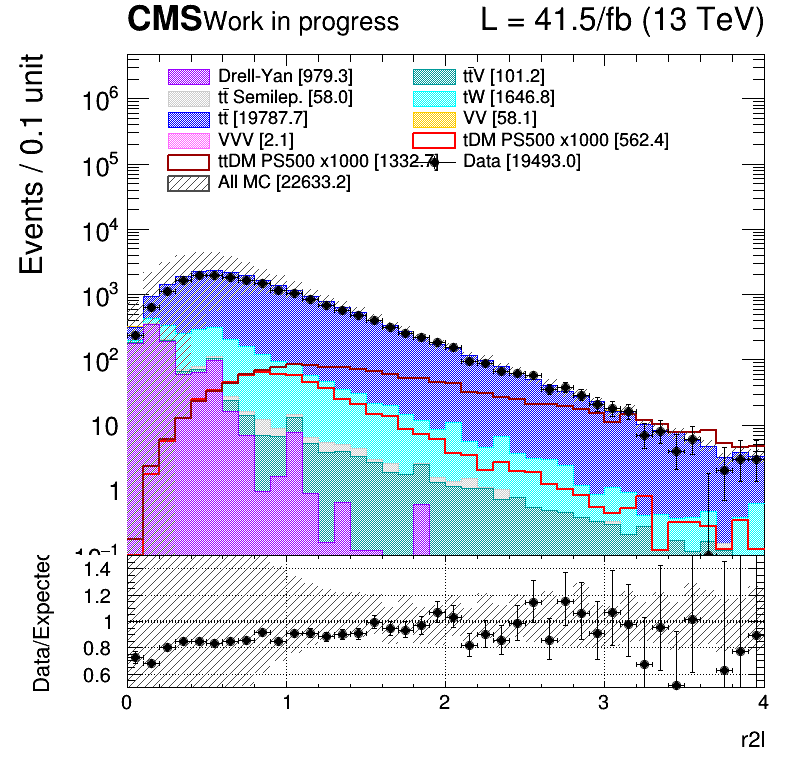 CMS Work in progress L = 41.5/fb (13 TeV)
Events / 0.1 unit
Drell-Yan [979.3] tt̄V [101.2]
tt̄ Semilep. [58.0] tW [1646.8]
tt̄ [19787.7] VV [58.1]
VVV [2.1] tDM PS500 x1000 [562.4]
ttDM PS500 x1000 [1332.7] Data [19493.0]
All MC [22633.2]
10⁶
10⁵
10⁴
10³
10²
10
1
10⁻¹
Data/Expected
1.4
1.2
1
0.8
0.6
0 1 2 3 4
r2l